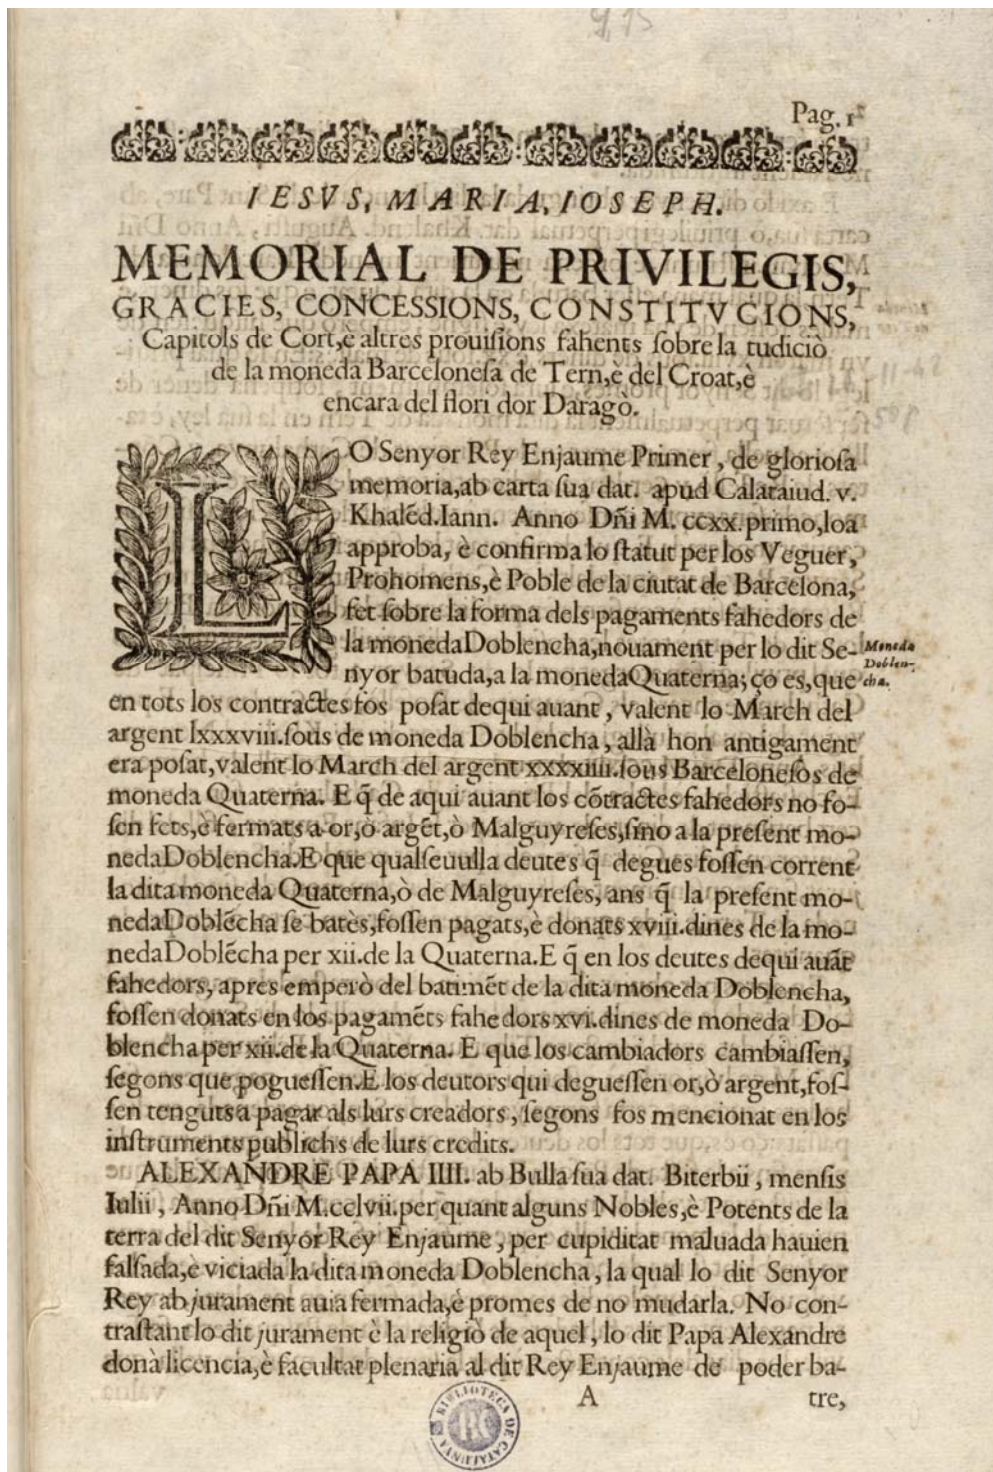 Pag. 1
IESVS, MARIA, IOSEPH.
MEMORIAL DE PRIVILEGIS,
GRACIES, CONCESSIONS, CONSTITVCIONS,
Capitols de Cort,è altres prouiſions fahents ſobre la tudiciò
de la moneda Barceloneſa de Tern,è del Croat,è
encara del flori dor Daragò.
LO Senyor Rey Enjaume Primer, de glorioſa
memoria,ab carta ſua dat. apud Calataiud. v.
Khalẽd.Iann. Anno Dñi M. ccxx.primo,loa
approba, è confirma lo ſtatut per los Veguer,
Prohomens,è Poble de la ciutat de Barcelona,
fet ſobre la forma dels pagaments fahedors de
la moneda Doblencha,nouament per lo dit Se-
nyor batuda,a la moneda Quaterna; ço es,que
Moneda
Doblen-
cha.
en tots los contractes fos poſat dequi auant, valent lo March del
argent lxxxviii.ſous de moneda Doblencha, allà hon antigament
era poſat,valent lo March del argent xxxxiiii.ſous Barceloneſos de
moneda Quaterna. E q̃ de aqui auant los cõtractes fahedors no fo-
ſen fets,è fermats a or,ò argẽt,ò Malguyreſes,ſino a la preſent mo-
neda Doblencha.E que qualſeuulla deutes q̃ degues foſſen corrent
la dita moneda Quaterna,ò de Malguyreſes, ans q̃ la preſent mo-
neda Doblẽcha ſe batès,foſſen pagats,è donats xviii.dines de la mo-
neda Doblẽcha per xii.de la Quaterna.E q̃ en los deutes dequi auãt
fahedors, apres emperò del batimẽt de la dita moneda Doblencha,
foſſen donats en los pagamẽts fahedors xvi.dines de moneda Do-
blencha per xii.de la Quaterna. E que los cambiadors cambiaſſen,
ſegons que pogueſſen.E los deutors qui degueſſen or,ò argent,foſ-
ſen tenguts a pagar als lurs creadors, ſegons fos mencionat en los
inſtruments publichs de lurs credits.
ALEXANDRE PAPA IIII. ab Bulla ſua dat. Biterbii, menſis
Iulii, Anno Dñi M.cclvii.per quant alguns Nobles,è Potents de la
terra del dit Senyor Rey Enjaume, per cupiditat maluada hauien
falſada,è viciada la dita moneda Doblencha, la qual lo dit Senyor
Rey ab jurament auia fermada,è promes de no mudarla. No con-
traſtant lo dit jurament è la religiò de aquel, lo dit Papa Alexandre
donà licencia,è facultat plenaria al dit Rey Enjaume de poder ba-
A
tre,
BIBLIOTECA DE CATALUNYA